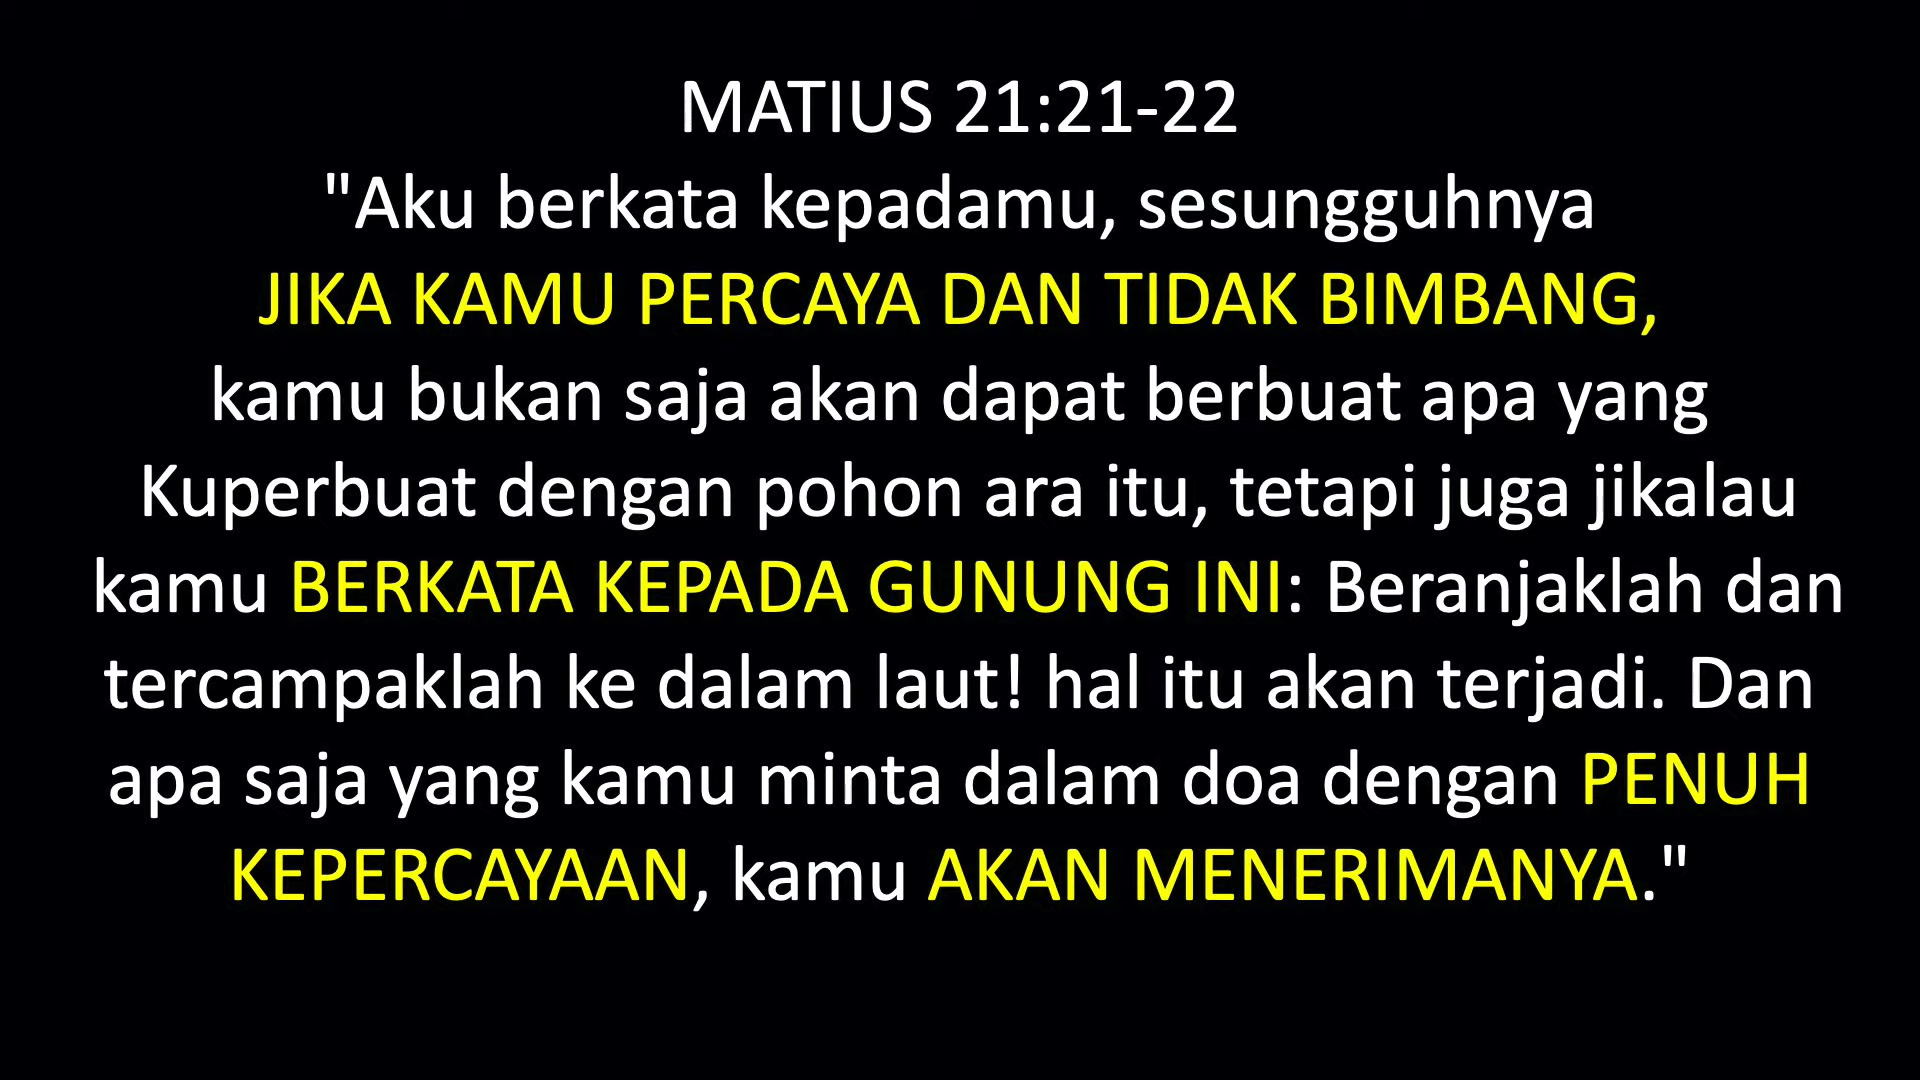 MATIUS 21:21-22
"Aku berkata kepadamu, sesungguhnya
JIKA KAMU PERCAYA DAN TIDAK BIMBANG,
kamu bukan saja akan dapat berbuat apa yang
Kuperbuat dengan pohon ara itu, tetapi juga jikalau
kamu BERKATA KEPADA GUNUNG INI: Beranjaklah dan
tercampaklah ke dalam laut! hal itu akan terjadi. Dan
apa saja yang kamu minta dalam doa dengan PENUH
KEPERCAYAAN, kamu AKAN MENERIMANYA."